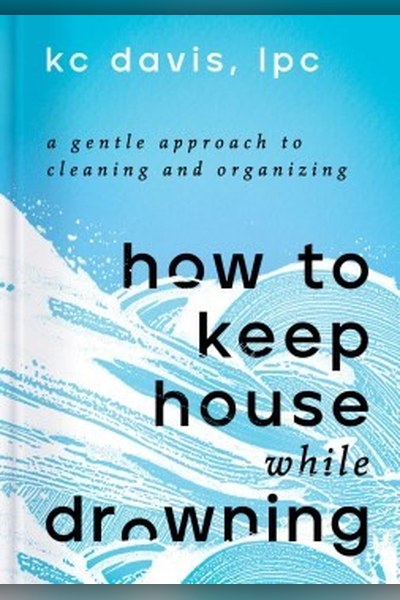 kc davis, lpc
a gentle approach to
cleaning and organizing
how to
keep
house
while
drowning